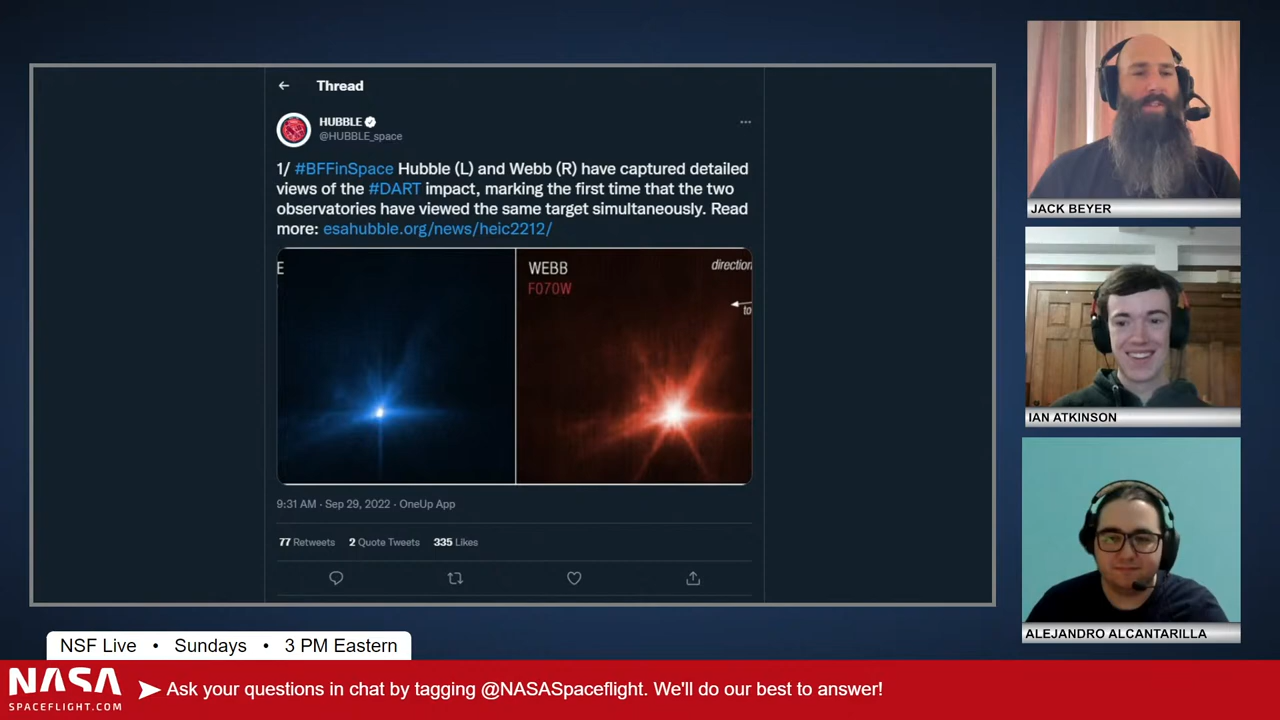 Thread
HUBBLE
@HUBBLE_space
1/ #BFFinSpace Hubble (L) and Webb (R) have captured detailed
views of the #DART impact, marking the first time that the two
observatories have viewed the same target simultaneously. Read
more: esahubble.org/news/heic2212/
E
WEBB
F070W
direction
to
9:31 AM · Sep 29, 2022 · OneUp App
77 Retweets 2 Quote Tweets 335 Likes
JACK BEYER
IAN ATKINSON
ALEJANDRO ALCANTARILLA
NSF Live • Sundays • 3 PM Eastern
NASA
SPACEFLIGHT.COM
Ask your questions in chat by tagging @NASASpaceflight. We'll do our best to answer!